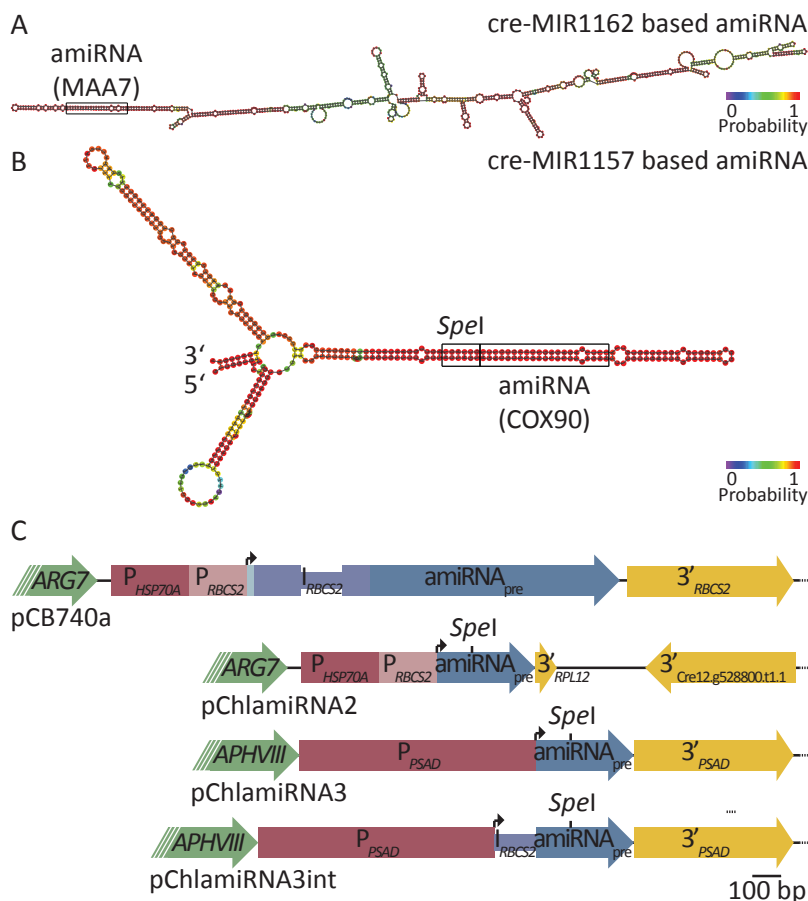 A
cre-MIR1162 based amiRNA
amiRNA
(MAA7)
0 1
Probability
B
cre-MIR1157 based amiRNA
SpeI
3‘
5‘
amiRNA
(COX90)
0 1
Probability
C
ARG7 PHSP70A PRBCS2 IRBCS2 amiRNApre 3’RBCS2
pCB740a
SpeI
ARG7 PHSP70A PRBCS2 amiRNApre 3’RPL12 3’Cre12.g528800.t1.1
pChlamiRNA2
SpeI
APHVIII PPSAD amiRNApre 3’PSAD
pChlamiRNA3
SpeI
APHVIII PPSAD IRBCS2 amiRNApre 3’PSAD
pChlamiRNA3int
100 bp